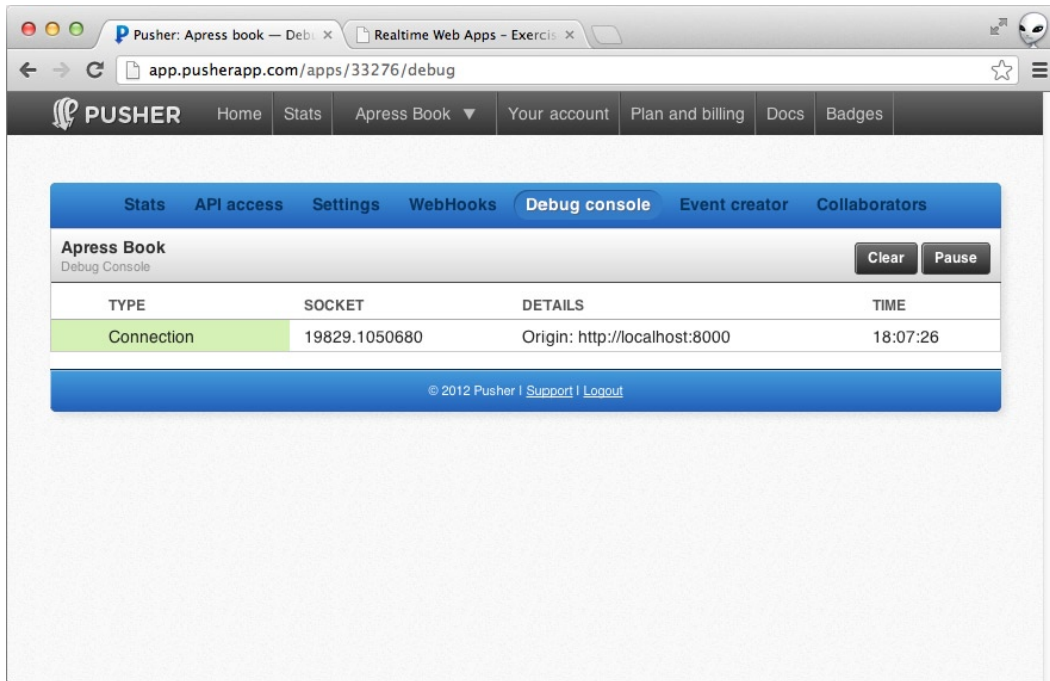 Pusher: Apress book — Deb
Realtime Web Apps – Exercis
app.pusherapp.com/apps/33276/debug
PUSHER Home Stats Apress Book ▼ Your account Plan and billing Docs Badges
Stats API access Settings WebHooks Debug console Event creator Collaborators
Apress Book
Debug Console
Clear Pause
TYPE SOCKET DETAILS TIME
Connection 19829.1050680 Origin: http://localhost:8000 18:07:26
© 2012 Pusher | Support | Logout